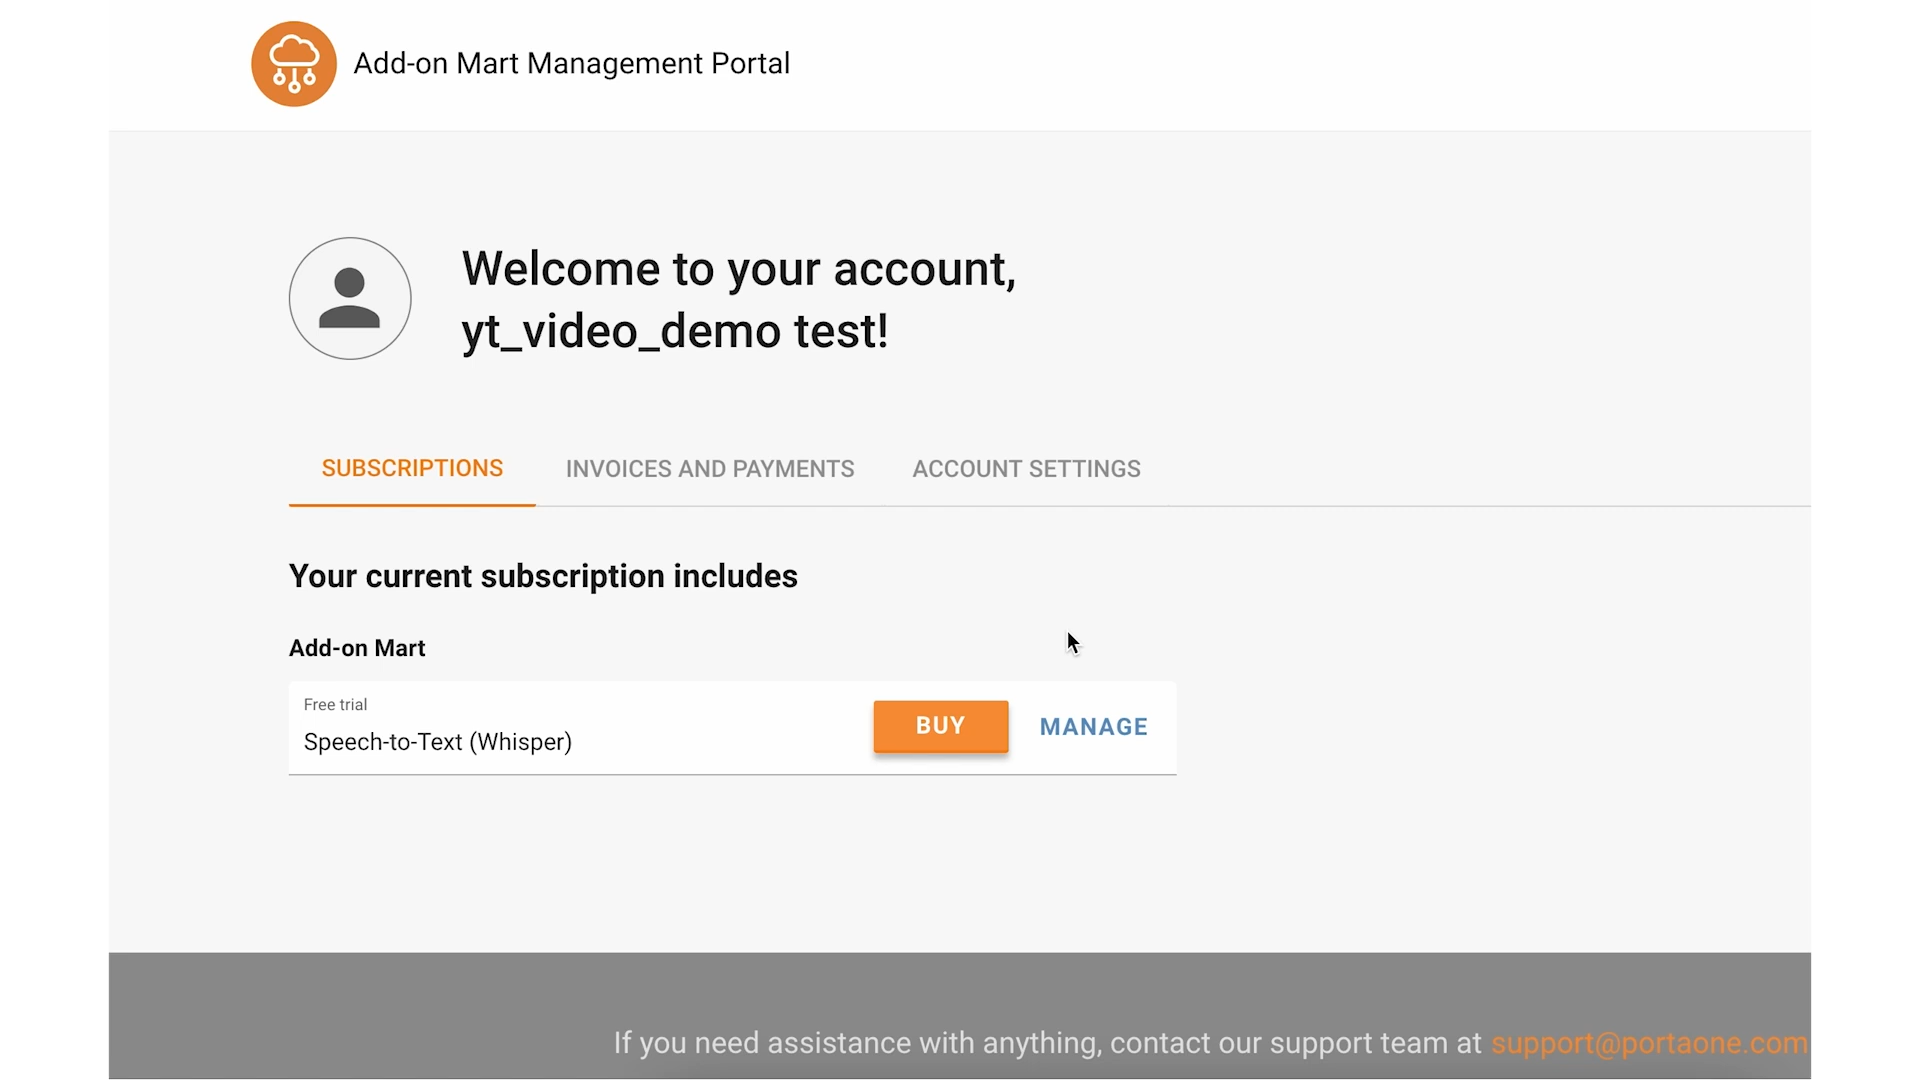 Add-on Mart Management Portal
Welcome to your account,
yt_video_demo test!
SUBSCRIPTIONS
INVOICES AND PAYMENTS
ACCOUNT SETTINGS
Your current subscription includes
Add-on Mart
Free trial
Speech-to-Text (Whisper)
BUY
MANAGE
If you need assistance with anything, contact our support team at support@portaone.com